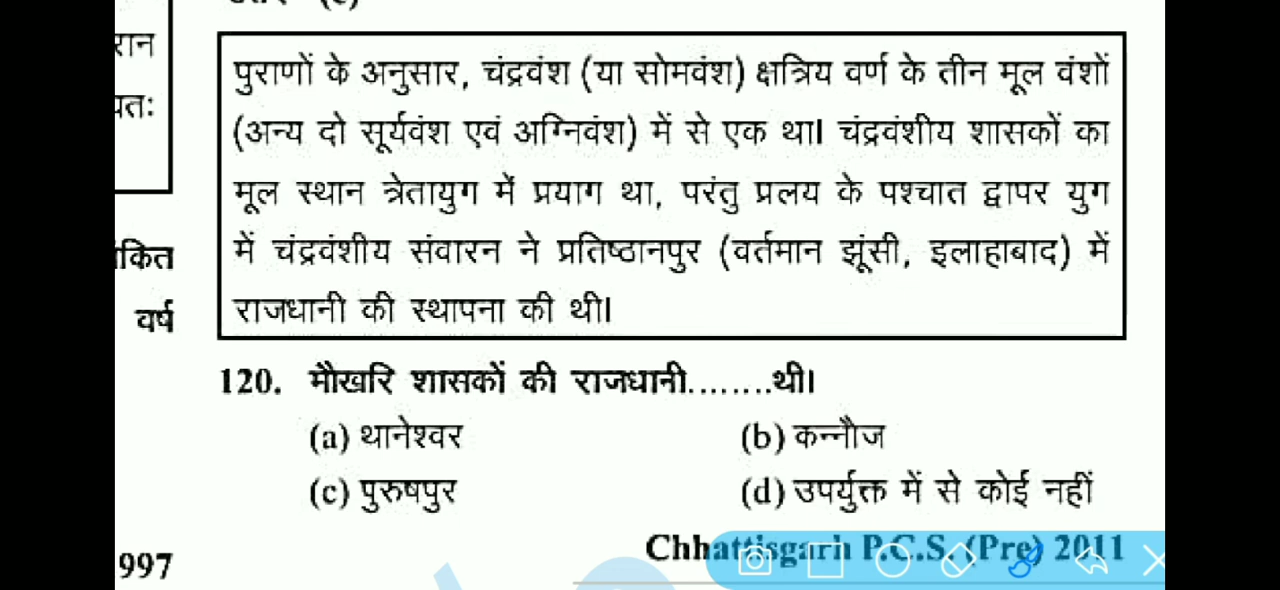 रान
यतः
कित
वर्ष
997
पुराणों के अनुसार, चंद्रवंश (या सोमवंश) क्षत्रिय वर्ण के तीन मूल वंशों
(अन्य दो सूर्यवंश एवं अग्निवंश) में से एक था। चंद्रवंशीय शासकों का
मूल स्थान त्रेतायुग में प्रयाग था, परंतु प्रलय के पश्चात द्वापर युग
में चंद्रवंशीय संवारन ने प्रतिष्ठानपुर (वर्तमान झूंसी, इलाहाबाद) में
राजधानी की स्थापना की थी।
120. मौखरि शासकों की राजधानी........थी।
(a) थानेश्वर (b) कन्नौज
(c) पुरुषपुर (d) उपर्युक्त में से कोई नहीं
Chhattisgarh P.C.S. (Pre) 2011